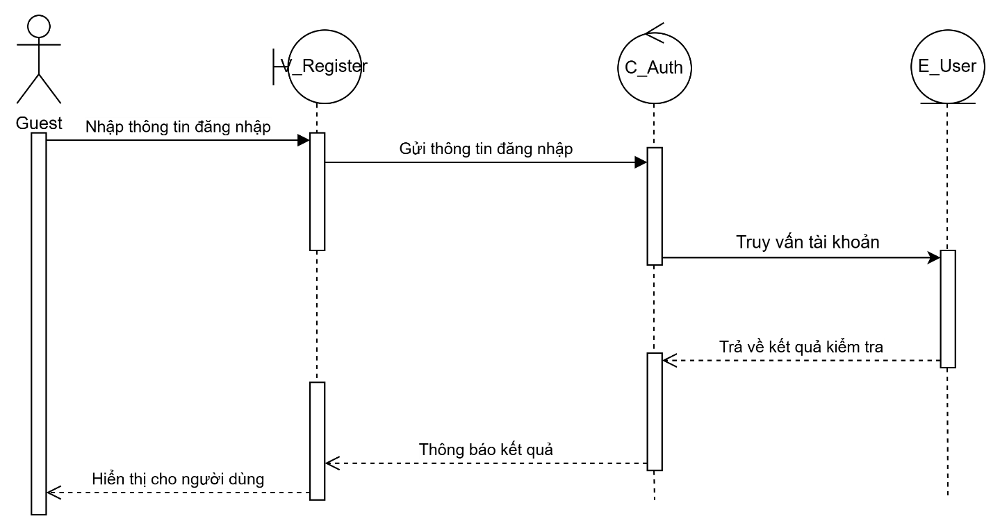 V_Register
C_Auth
E_User
Guest
Nhập thông tin đăng nhập
Gửi thông tin đăng nhập
Truy vấn tài khoản
Trả về kết quả kiểm tra
Thông báo kết quả
Hiển thị cho người dùng